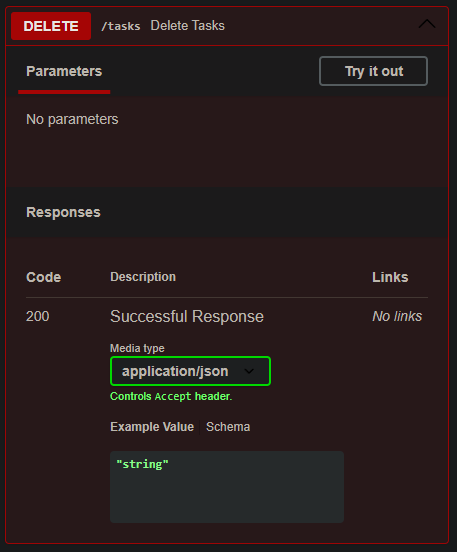 DELETE /tasks Delete Tasks
Parameters Try it out
No parameters
Responses
Code Description Links
200 Successful Response No links
Media type
application/json
Controls Accept header.
Example Value Schema
"string"